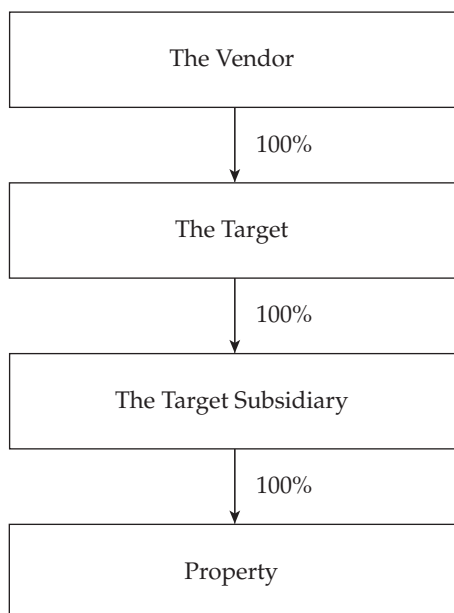 The Vendor
100%
The Target
100%
The Target Subsidiary
100%
Property